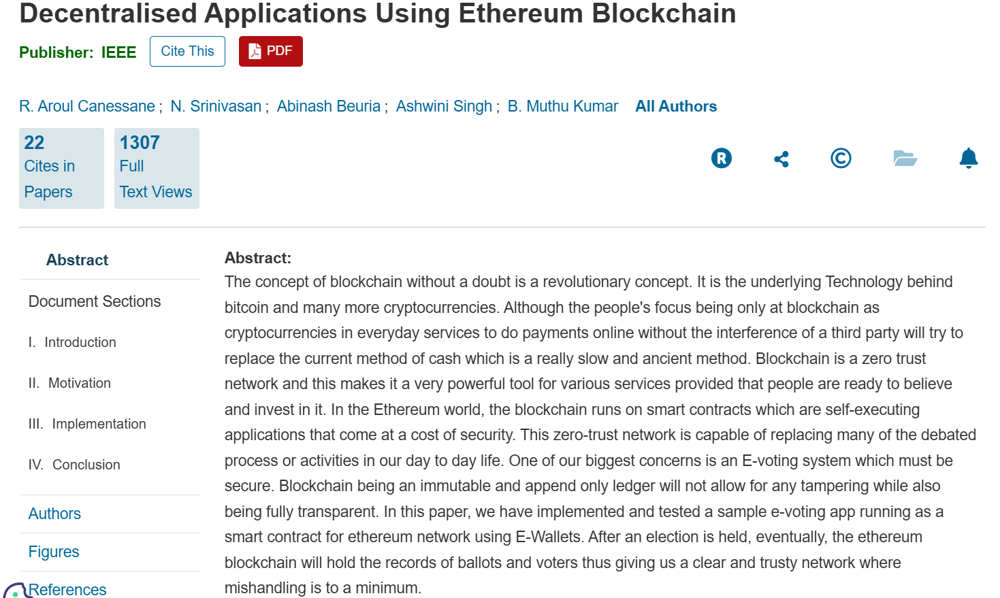 Decentralised Applications Using Ethereum Blockchain
Publisher: IEEE
Cite This
PDF
R. Aroul Canessane ; N. Srinivasan ; Abinash Beuria ; Ashwini Singh ; B. Muthu Kumar All Authors
22
Cites in
Papers
1307
Full
Text Views
R
C
Abstract
Document Sections
I. Introduction
II. Motivation
III. Implementation
IV. Conclusion
Authors
Figures
References
Abstract:
The concept of blockchain without a doubt is a revolutionary concept. It is the underlying Technology behind
bitcoin and many more cryptocurrencies. Although the people's focus being only at blockchain as
cryptocurrencies in everyday services to do payments online without the interference of a third party will try to
replace the current method of cash which is a really slow and ancient method. Blockchain is a zero trust
network and this makes it a very powerful tool for various services provided that people are ready to believe
and invest in it. In the Ethereum world, the blockchain runs on smart contracts which are self-executing
applications that come at a cost of security. This zero-trust network is capable of replacing many of the debated
process or activities in our day to day life. One of our biggest concerns is an E-voting system which must be
secure. Blockchain being an immutable and append only ledger will not allow for any tampering while also
being fully transparent. In this paper, we have implemented and tested a sample e-voting app running as a
smart contract for ethereum network using E-Wallets. After an election is held, eventually, the ethereum
blockchain will hold the records of ballots and voters thus giving us a clear and trusty network where
mishandling is to a minimum.